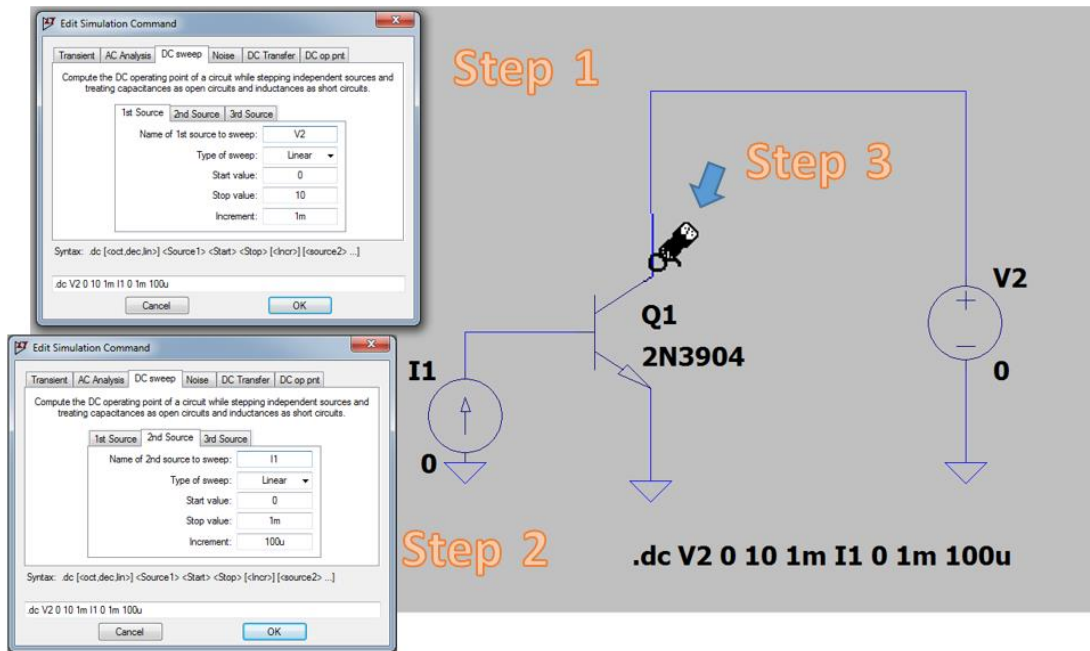 Edit Simulation Command
Transient AC Analysis DC sweep Noise DC Transfer DC op pnt
Compute the DC operating point of a circuit while stepping independent sources and
treating capacitances as open circuits and inductances as short circuits.
1st Source 2nd Source 3rd Source
Name of 1st source to sweep: V2
Type of sweep: Linear
Start value: 0
Stop value: 10
Increment: 1m
Syntax: .dc [<oct,dec,lin>] <Source1> <Start> <Stop> [<Incr>] [<source2> ...]
.dc V2 0 10 1m I1 0 1m 100u
Cancel OK
Step 1
Step 3
V2
0
Q1
2N3904
I1
0
Edit Simulation Command
Transient AC Analysis DC sweep Noise DC Transfer DC op pnt
Compute the DC operating point of a circuit while stepping independent sources and
treating capacitances as open circuits and inductances as short circuits.
1st Source 2nd Source 3rd Source
Name of 2nd source to sweep: I1
Type of sweep: Linear
Start value: 0
Stop value: 1m
Increment: 100u
Syntax: .dc [<oct,dec,lin>] <Source1> <Start> <Stop> [<Incr>] [<source2> ...]
.dc V2 0 10 1m I1 0 1m 100u
Cancel OK
Step 2
.dc V2 0 10 1m I1 0 1m 100u